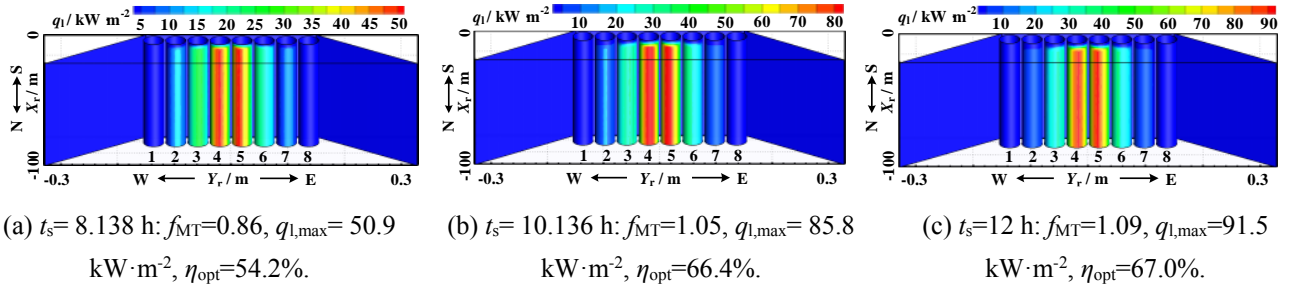 q_l / kW m⁻² 5 10 15 20 25 30 35 40 45 50
0
N ⟷ S
X_r / m
-100
1 2 3 4 5 6 7 8
-0.3 W ⟵ Y_r / m ⟶ E 0.3
(a) t_s= 8.138 h: f_MT=0.86, q_l,max= 50.9
kW·m⁻², η_opt=54.2%.
q_l / kW m⁻² 10 20 30 40 50 60 70 80
0
N ⟷ S
X_r / m
-100
1 2 3 4 5 6 7 8
-0.3 W ⟵ Y_r / m ⟶ E 0.3
(b) t_s= 10.136 h: f_MT=1.05, q_l,max= 85.8
kW·m⁻², η_opt=66.4%.
q_l / kW m⁻² 10 20 30 40 50 60 70 80 90
0
N ⟷ S
X_r / m
-100
1 2 3 4 5 6 7 8
-0.3 W ⟵ Y_r / m ⟶ E 0.3
(c) t_s=12 h: f_MT=1.09, q_l,max=91.5
kW·m⁻², η_opt=67.0%.